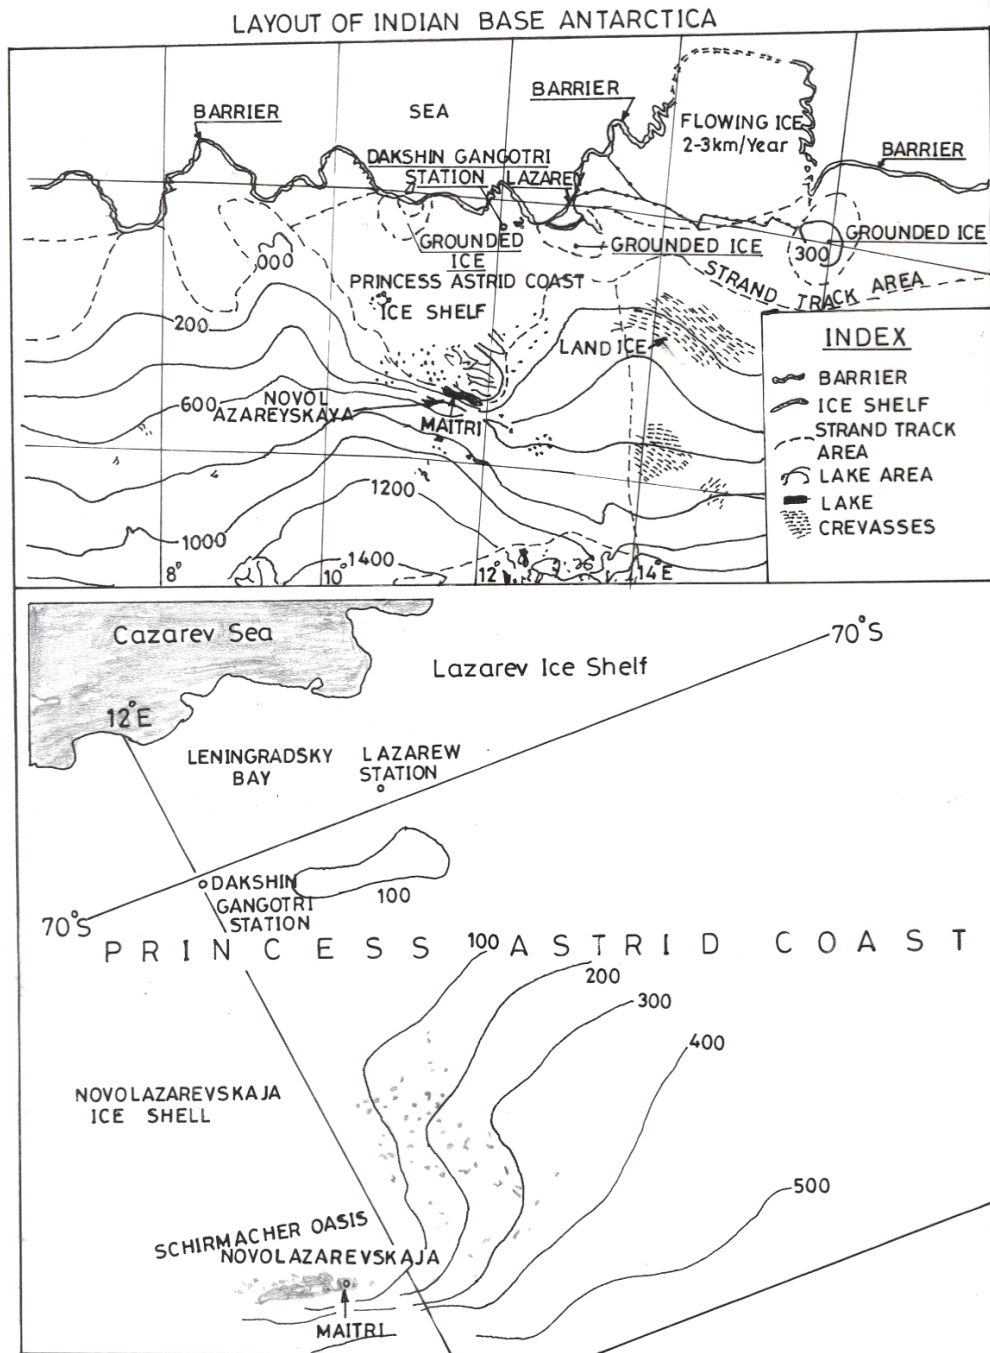 LAYOUT OF INDIAN BASE ANTARCTICA
BARRIER
SEA
BARRIER
FLOWING ICE
2-3km/Year
BARRIER
DAKSHIN GANGOTRI
STATION
LAZAREV
GROUNDED
ICE
GROUNDED ICE
GROUNDED ICE
300
000
PRINCESS ASTRID COAST
ICE SHELF
STRAND TRACK AREA
200
LAND ICE
600
NOVOL
AZAREYSKAYA
MAITRI
1200
1000
1400
8°
10°
12°
14°E
INDEX
BARRIER
ICE SHELF
STRAND TRACK
AREA
LAKE AREA
LAKE
CREVASSES
Cazarev Sea
Lazarev Ice Shelf
70°S
12°E
LENINGRADSKY
BAY
LAZAREW
STATION
DAKSHIN
GANGOTRI
STATION
100
70°S
PRINCESS ASTRID COAST
100
200
300
400
500
NOVOLAZAREVSKAJA
ICE SHELL
SCHIRMACHER OASIS
NOVOLAZAREVSKAJA
MAITRI